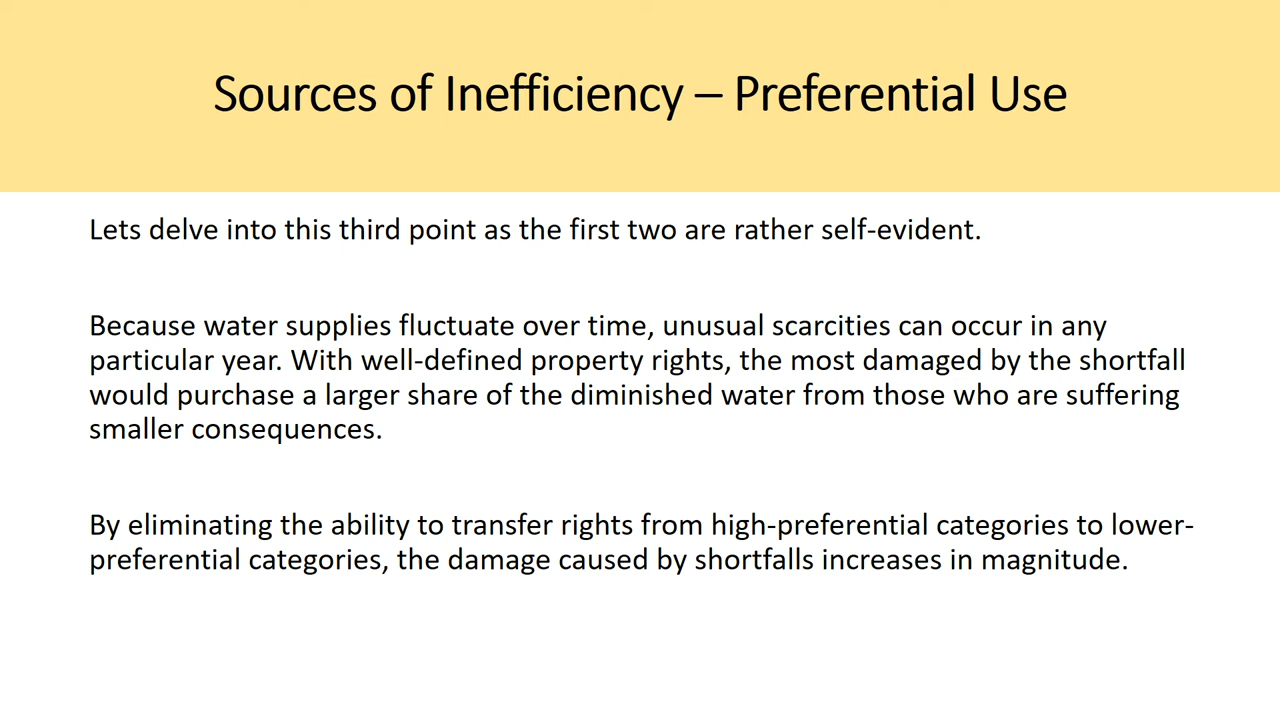 Sources of Inefficiency – Preferential Use
Lets delve into this third point as the first two are rather self-evident.
Because water supplies fluctuate over time, unusual scarcities can occur in any
particular year. With well-defined property rights, the most damaged by the shortfall
would purchase a larger share of the diminished water from those who are suffering
smaller consequences.
By eliminating the ability to transfer rights from high-preferential categories to lower-
preferential categories, the damage caused by shortfalls increases in magnitude.